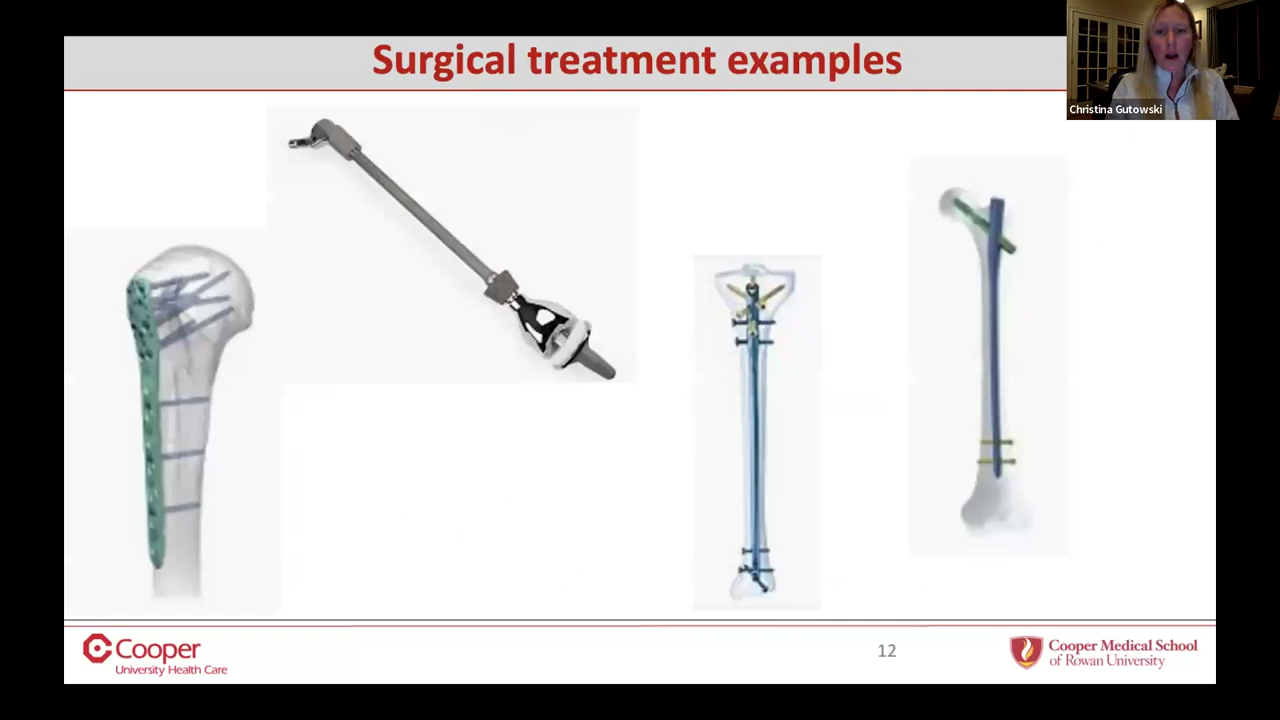 Surgical treatment examples
Christina Gutowski
Cooper
University Health Care
12
Cooper Medical School
of Rowan University